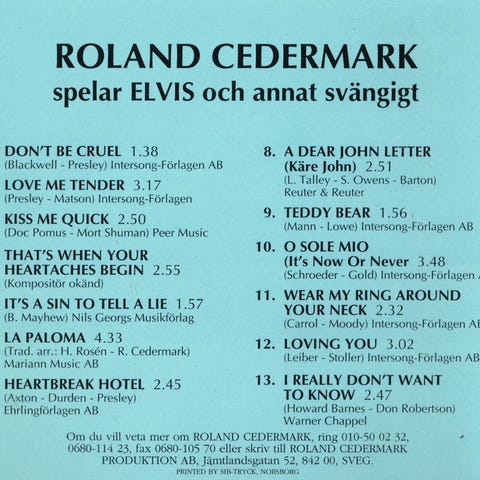 ROLAND CEDERMARK
spelar ELVIS och annat svängigt
DON'T BE CRUEL 1.38
(Blackwell - Presley) Intersong-Förlagen AB
LOVE ME TENDER 3.17
(Presley - Matson) Intersong-Förlagen
KISS ME QUICK 2.50
(Doc Pomus - Mort Shuman) Peer Music
THAT'S WHEN YOUR
HEARTACHES BEGIN 2.55
(Kompositör okänd)
IT'S A SIN TO TELL A LIE 1.57
(B. Mayhew) Nils Georgs Musikförlag
LA PALOMA 4.33
(Trad. arr.: H. Rosén - R. Cedermark)
Mariann Music AB
HEARTBREAK HOTEL 2.45
(Axton - Durden - Presley)
Ehrlingförlagen AB
8. A DEAR JOHN LETTER
(Käre John) 2.51
(L. Talley - S. Owens - Barton)
Reuter & Reuter
9. TEDDY BEAR 1.56
(Mann - Lowe) Intersong-Förlagen AB
10. O SOLE MIO
(It's Now Or Never 3.48
(Schroeder - Gold) Intersong-Förlagen A
11. WEAR MY RING AROUND
YOUR NECK 2.32
(Carrol - Moody) Intersong-Förlagen AB
12. LOVING YOU 3.02
(Leiber - Stoller) Intersong-Förlagen AB
13. I REALLY DON'T WANT
TO KNOW 2.47
(Howard Barnes - Don Robertson)
Warner Chappel
Om du vill veta mer om ROLAND CEDERMARK, ring 010-50 02 32,
0680-114 23, fax 0680-105 70 eller skriv till ROLAND CEDERMARK
PRODUKTION AB, Jämtlandsgatan 52, 842 00, SVEG.
PRINTED BY SIB-TRYCK, NORSBORG